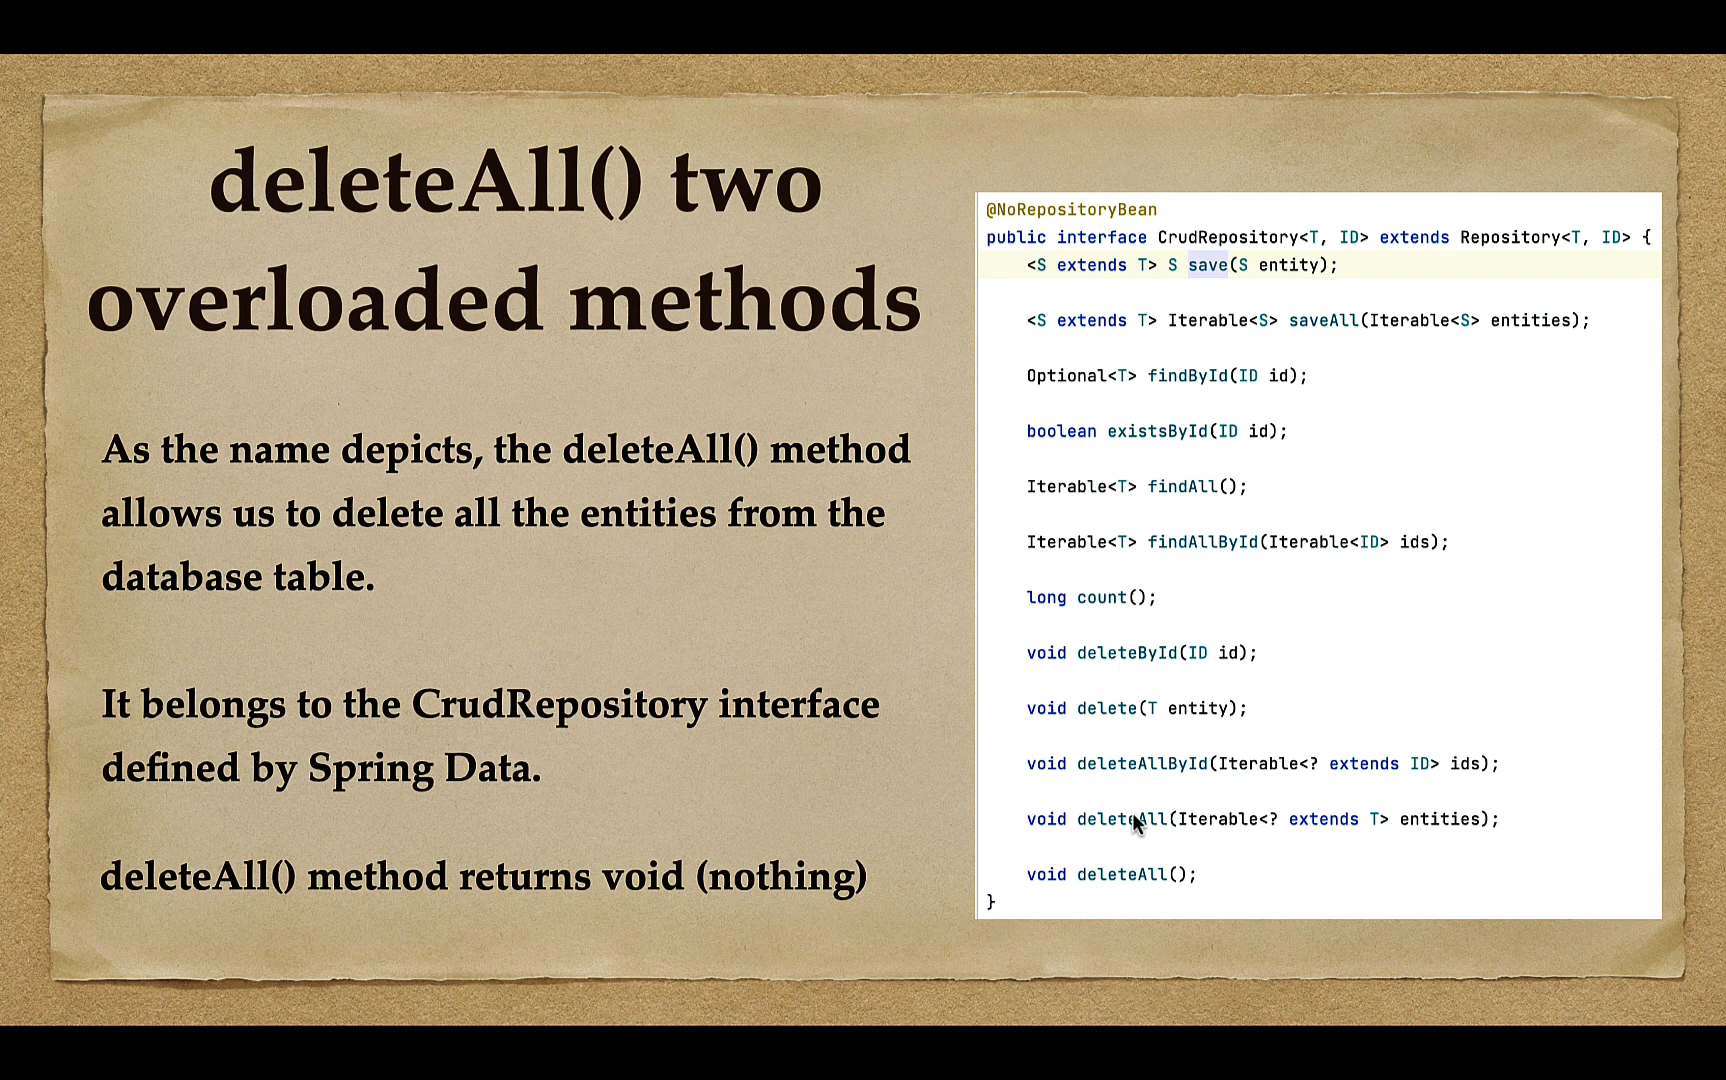 deleteAll() two
overloaded methods
As the name depicts, the deleteAll() method
allows us to delete all the entities from the
database table.
It belongs to the CrudRepository interface
defined by Spring Data.
deleteAll() method returns void (nothing)
@NoRepositoryBean
public interface CrudRepository<T, ID> extends Repository<T, ID> {
<S extends T> S save(S entity);
<S extends T> Iterable<S> saveAll(Iterable<S> entities);
Optional<T> findById(ID id);
boolean existsById(ID id);
Iterable<T> findAll();
Iterable<T> findAllById(Iterable<ID> ids);
long count();
void deleteById(ID id);
void delete(T entity);
void deleteAllById(Iterable<? extends ID> ids);
void deleteAll(Iterable<? extends T> entities);
void deleteAll();
}